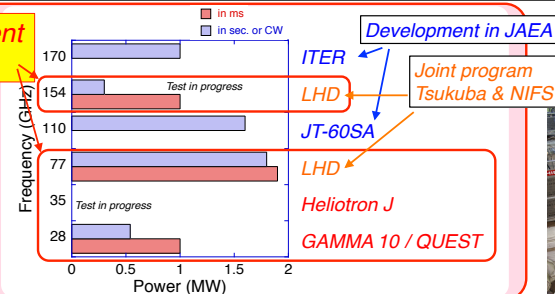 ent
in ms
in sec. or CW
Development in JAEA
Joint program
Tsukuba & NIFS
Frequency (GHz)
170
ITER
154
Test in progress
LHD
110
JT-60SA
77
LHD
35
Test in progress
Heliotron J
28
GAMMA 10 / QUEST
0
0.5
1
1.5
2
Power (MW)